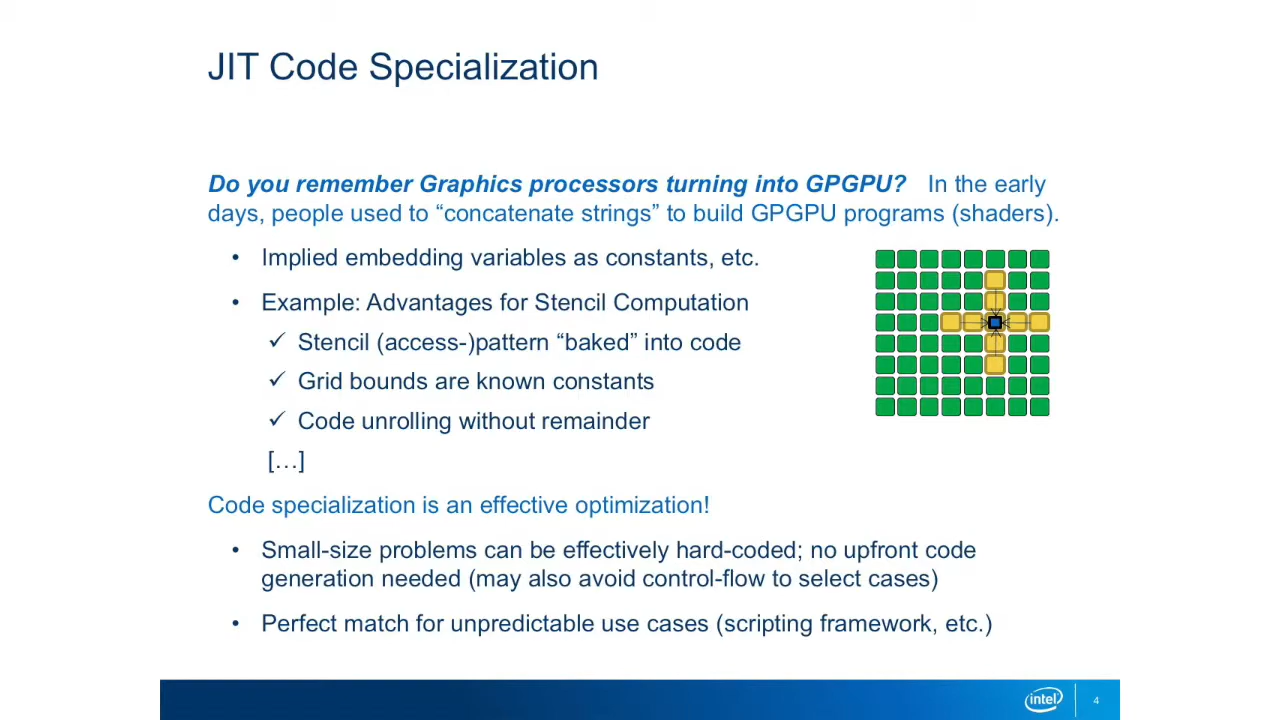 JIT Code Specialization
Do you remember Graphics processors turning into GPGPU? In the early
days, people used to “concatenate strings” to build GPGPU programs (shaders).
• Implied embedding variables as constants, etc.
• Example: Advantages for Stencil Computation
✓ Stencil (access-)pattern “baked” into code
✓ Grid bounds are known constants
✓ Code unrolling without remainder
[…]
Code specialization is an effective optimization!
• Small-size problems can be effectively hard-coded; no upfront code
generation needed (may also avoid control-flow to select cases)
• Perfect match for unpredictable use cases (scripting framework, etc.)
intel
4